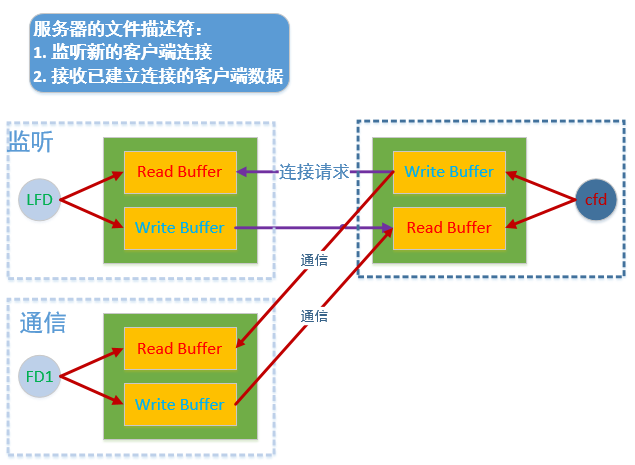 服务器的文件描述符：
1. 监听新的客户端连接
2. 接收已建立连接的客户端数据
监听
LFD
Read Buffer
Write Buffer
连接请求
Write Buffer
Read Buffer
cfd
通信
通信
通信
FD1
Read Buffer
Write Buffer